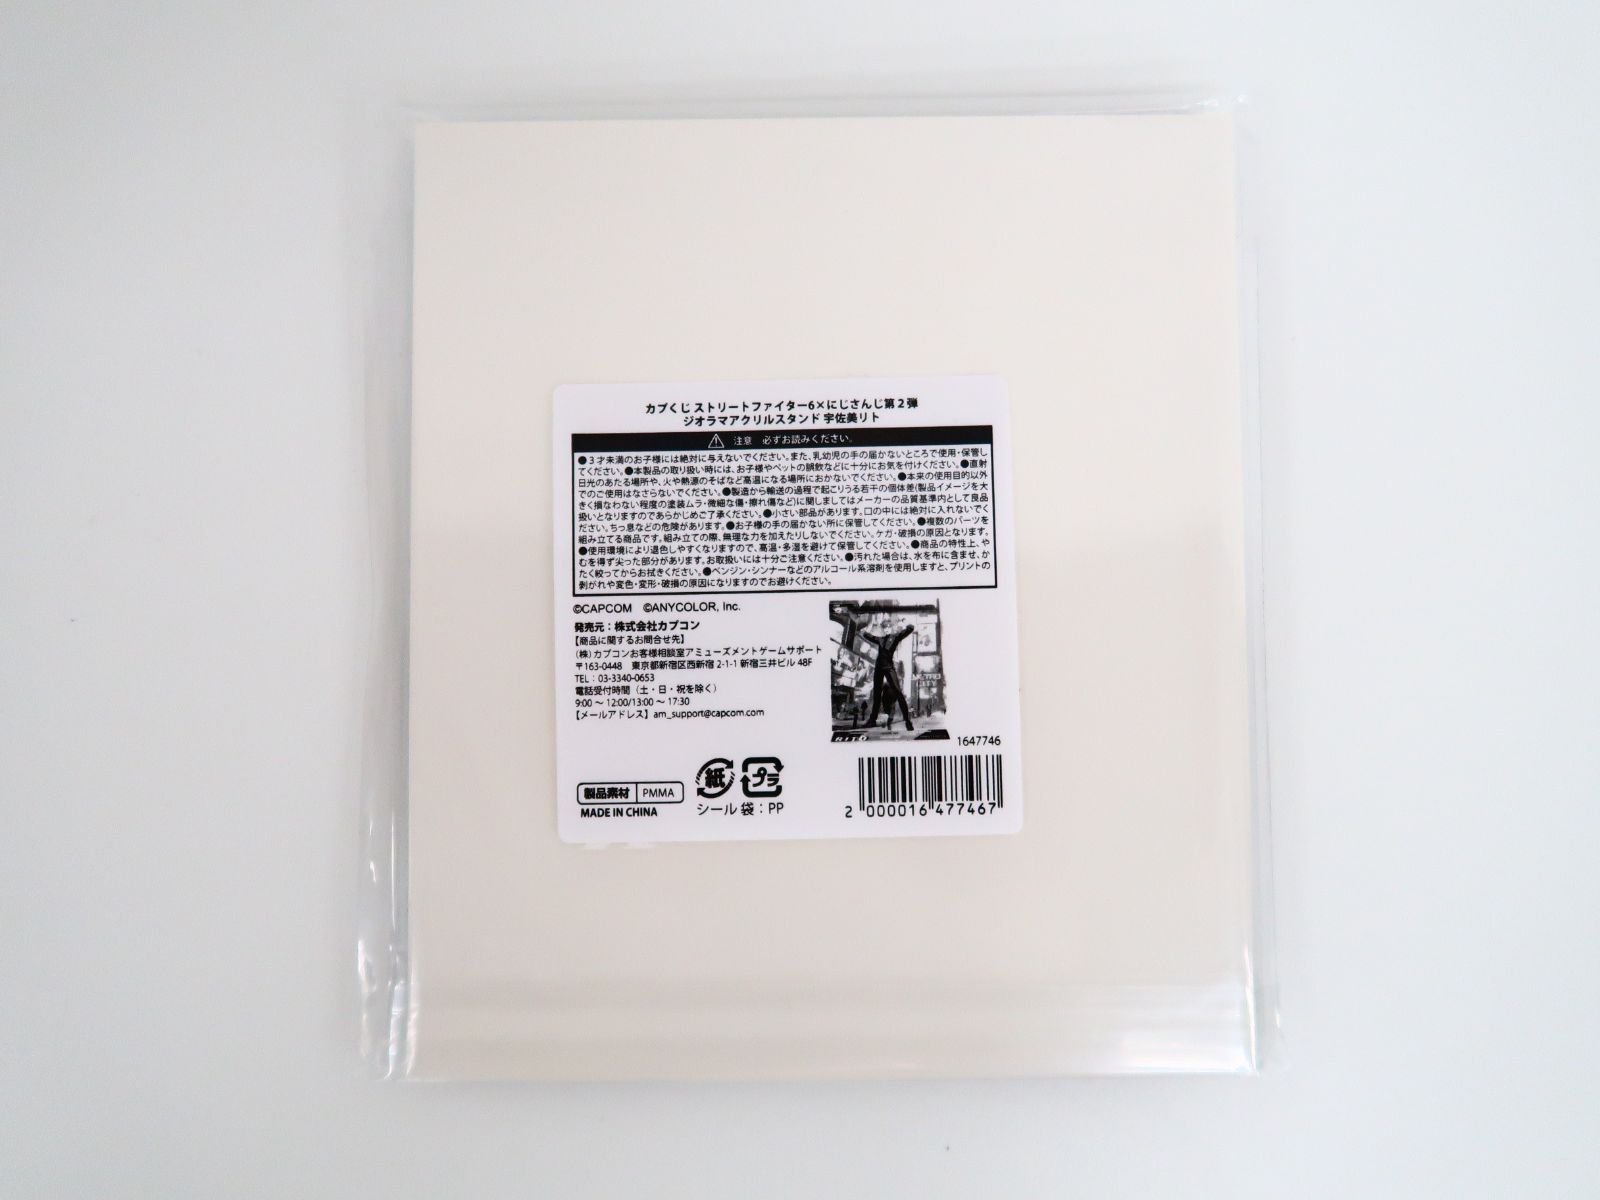 カプくじ ストリートファイター6×にじさんじ第2弾
ジオラマアクリルスタンド 宇佐美リト
注意 必ずお読みください。
●3才未満のお子様には絶対に与えないでください。また、乳幼児の手の届かないところで使用・保管し
てください。●本製品の取り扱い時には、お子様やペットの誤飲などに十分にお気を付けください。●直射
日光のあたる場所や、火や熱源のそばなど高温になる場所におかないでください。●本来の使用目的以外
でのご使用はなさらないでください。●製造から輸送の過程で起こりうる若干の個体差(製品イメージを大
きく損なわない程度の塗装ムラ・微細な傷・擦れ傷など)に関しましてはメーカーの品質基準内として良品
扱いとなりますのであらかじめご了承ください。●小さい部品があります。口の中には絶対に入れないでく
ださい。ちっ息などの危険があります。●お子様の手の届かない所に保管してください。●複数のパーツを
組み立てる商品です。組み立ての際、無理な力を加えたりしないでください。ケガ・破損の原因となります。
●使用環境により退色しやすくなりますので、高温・多湿を避けて保管してください。●商品の特性上、や
むを得ず尖った部分があります。お取扱いには十分ご注意ください。●汚れた場合は、水を布に含ませ、か
たく絞ってからお拭きください。●ベンジン・シンナーなどのアルコール系溶剤を使用しますと、プリントの
剥がれや変色・変形・破損の原因になりますのでお避けください。
©CAPCOM ©ANYCOLOR, Inc.
発売元：株式会社カプコン
【商品に関するお問合せ先】
(株)カプコンお客様相談室アミューズメントゲームサポート
〒163-0448 東京都新宿区西新宿 2-1-1 新宿三井ビル 48F
TEL：03-3340-0653
電話受付時間（土・日・祝を除く）
9:00～12:00/13:00～17:30
【メールアドレス】am_support@capcom.com
METRO
CITY
RITO
1647746
製品素材 PMMA
MADE IN CHINA
紙 プラ
シール 袋：PP
2 000016 477467